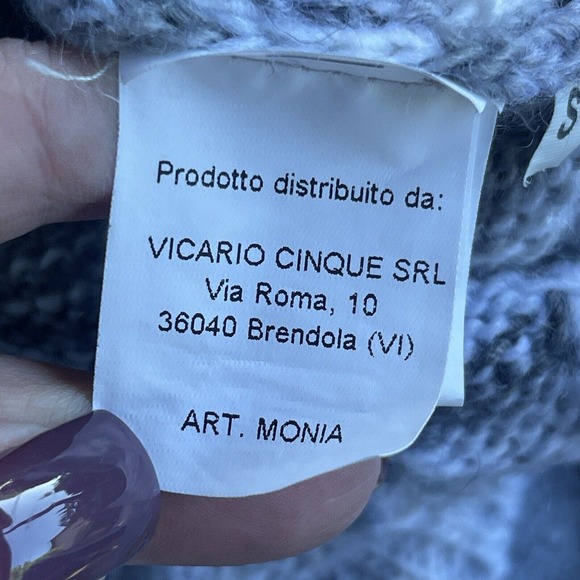 Prodotto distribuito da:
VICARIO CINQUE SRL
Via Roma, 10
36040 Brendola (VI)
ART. MONIA
S